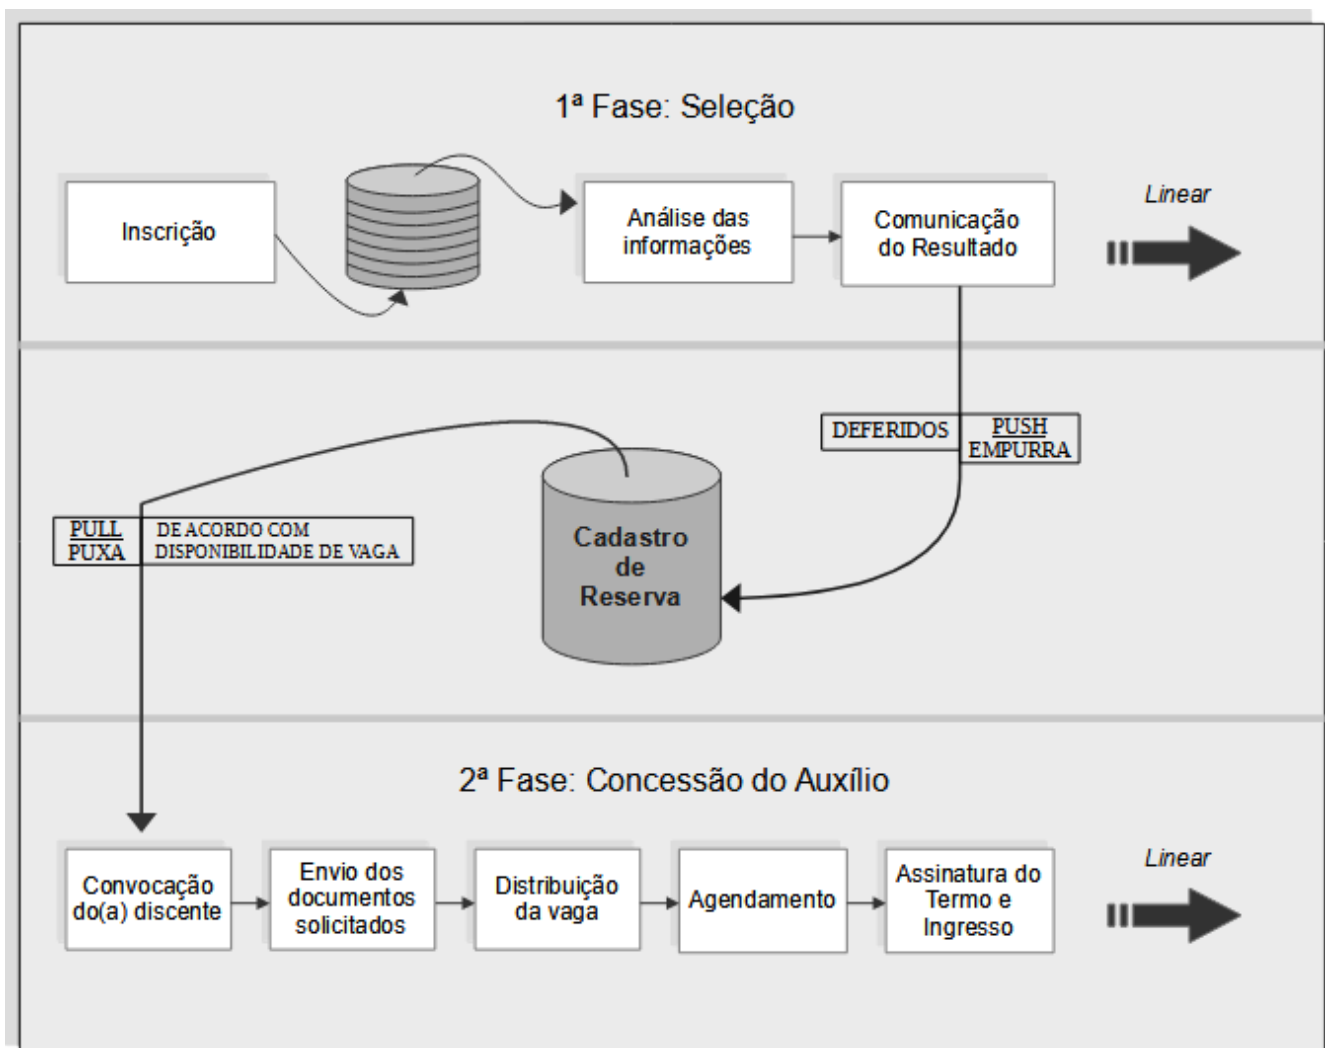 1ª Fase: Seleção
Inscrição
Análise das
informações
Comunicação
do Resultado
Linear
DEFERIDOS
PUSH
EMPURRA
PULL
PUXA
DE ACORDO COM
DISPONIBILIDADE DE VAGA
Cadastro
de
Reserva
2ª Fase: Concessão do Auxílio
Convocação
do(a) discente
Envio dos
documentos
solicitados
Distribuição
da vaga
Agendamento
Assinatura do
Termo e
Ingresso
Linear